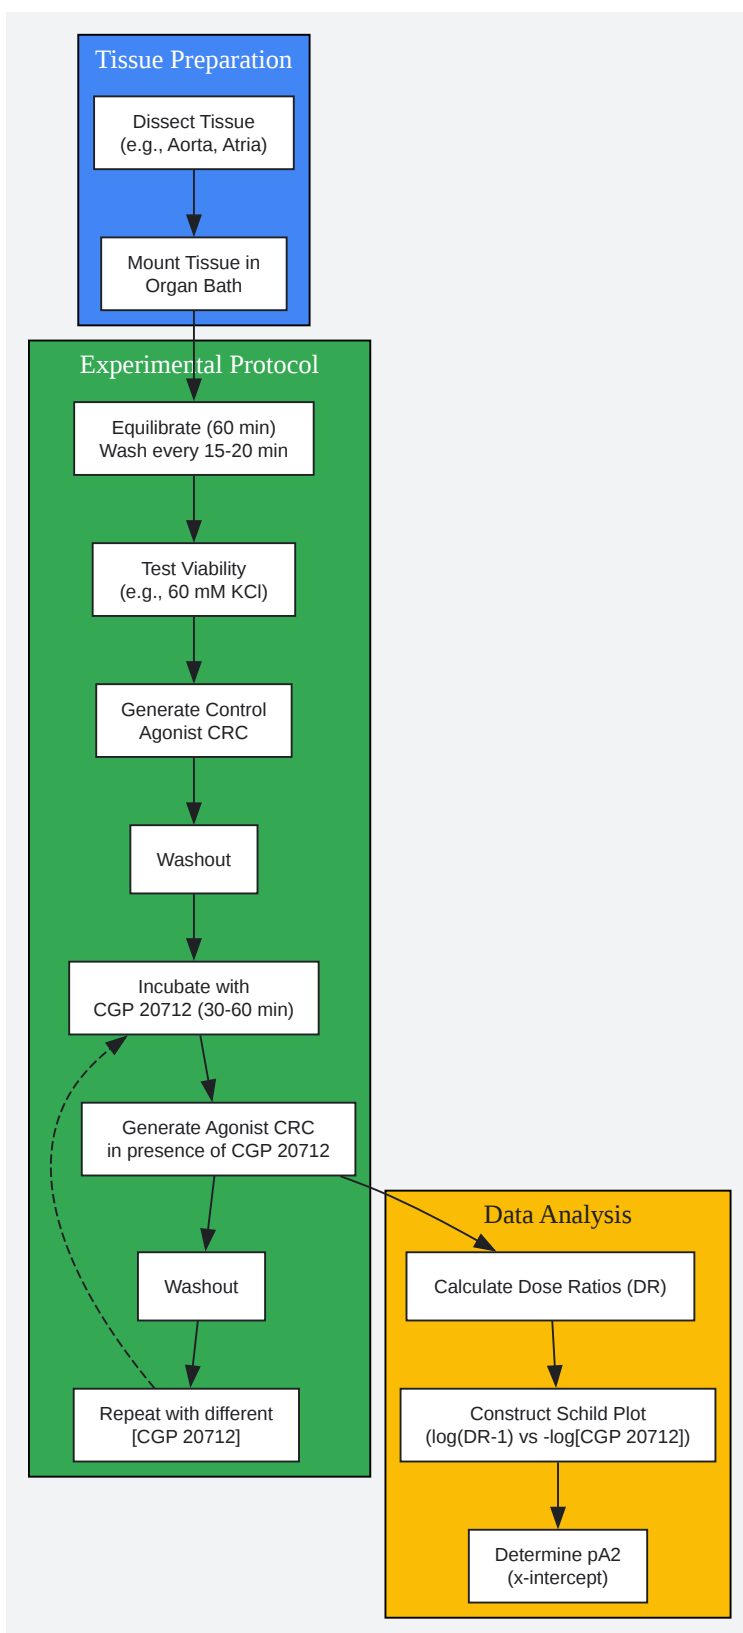 Tissue Preparation
Dissect Tissue
(e.g., Aorta, Atria)
Mount Tissue in
Organ Bath
Experimental Protocol
Equilibrate (60 min)
Wash every 15-20 min
Test Viability
(e.g., 60 mM KCl)
Generate Control
Agonist CRC
Washout
Incubate with
CGP 20712 (30-60 min)
Generate Agonist CRC
in presence of CGP 20712
Washout
Repeat with different
[CGP 20712]
Data Analysis
Calculate Dose Ratios (DR)
Construct Schild Plot
(log(DR-1) vs -log[CGP 20712])
Determine pA2
(x-intercept)